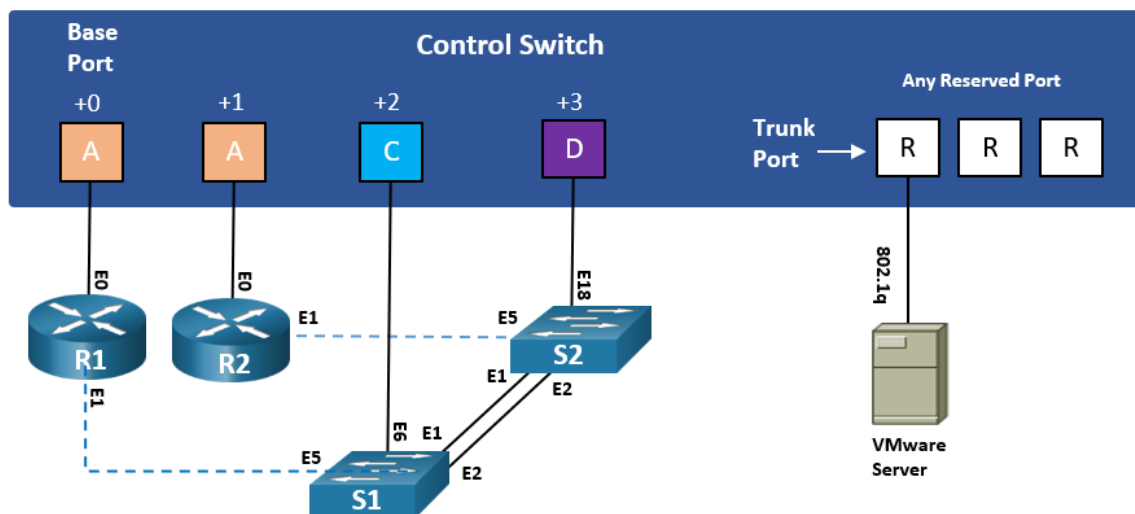 Base
Port
Control Switch
Any Reserved Port
+0
+1
+2
+3
Trunk
Port
A
A
C
D
R
R
R
E0
E0
E18
802.1q
R1
R2
E1
E5
S2
E1
E1
E2
E6
E1
E5
E2
S1
VMware
Server